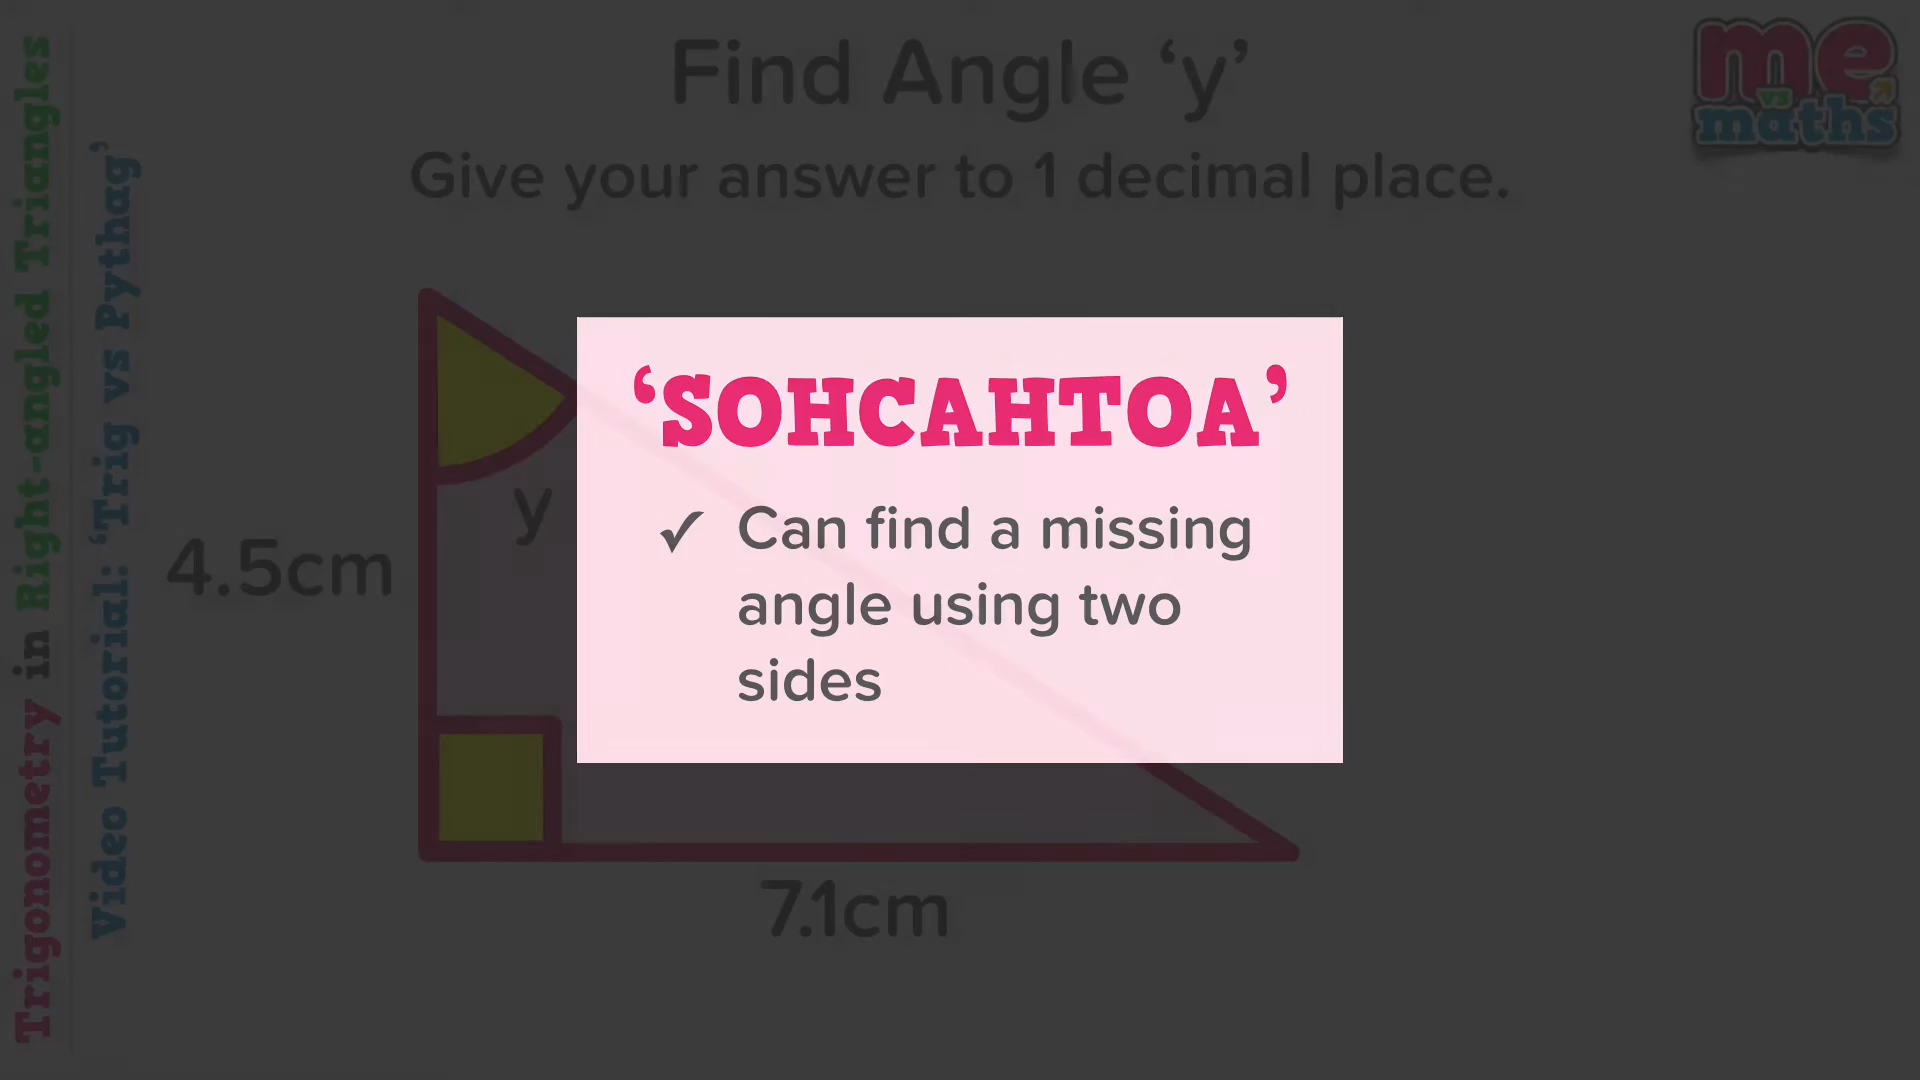 Find Angle ‘y’
Give your answer to 1 decimal place.
me
vs
maths
Trigonometry in Right-angled Triangles
Video Tutorial: ‘Trig vs Pythag’
‘SOHCAHTOA’
✓ Can find a missing
angle using two
sides
y
4.5cm
7.1cm